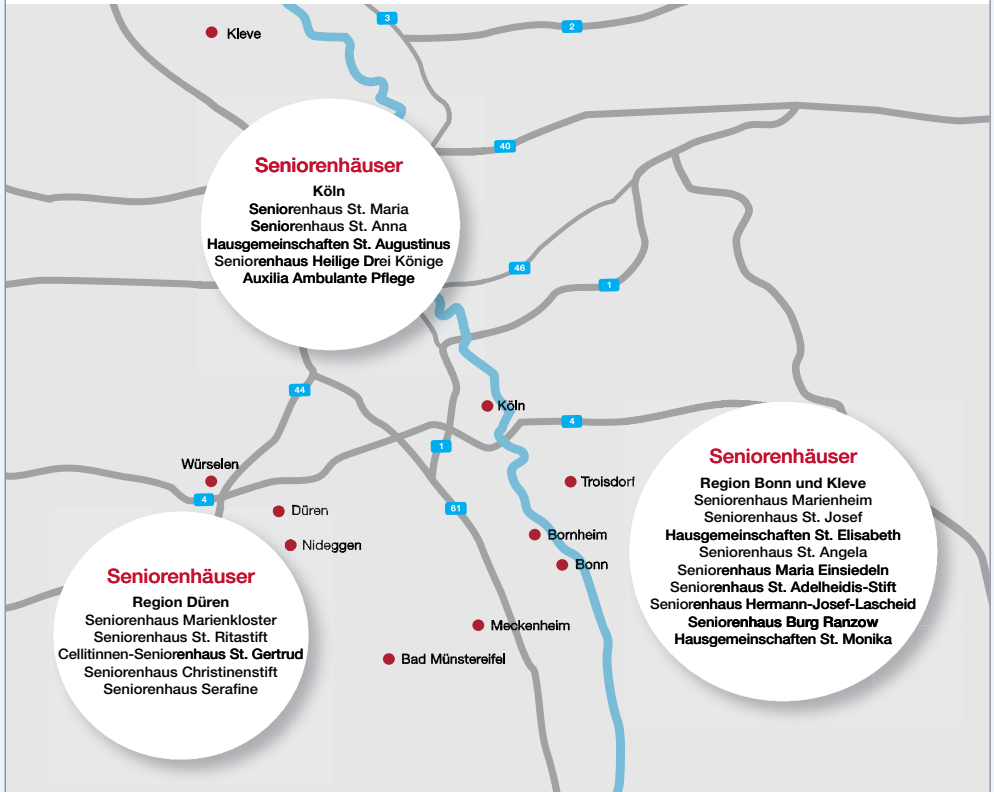 3
2
Kleve
40
Seniorenhäuser
Köln
Seniorenhaus St. Maria
Seniorenhaus St. Anna
Hausgemeinschaften St. Augustinus
Seniorenhaus Heilige Drei Könige
Auxilia Ambulante Pflege
46
1
44
Köln
4
1
Würselen
4
Troisdorf
61
Düren
Bornheim
Nideggen
Bonn
Seniorenhäuser
Region Bonn und Kleve
Seniorenhaus Marienheim
Seniorenhaus St. Josef
Hausgemeinschaften St. Elisabeth
Seniorenhaus St. Angela
Seniorenhaus Maria Einsiedeln
Seniorenhaus St. Adelheidis-Stift
Seniorenhaus Hermann-Josef-Lascheid
Seniorenhaus Burg Ranzow
Hausgemeinschaften St. Monika
Seniorenhäuser
Region Düren
Seniorenhaus Marienkloster
Seniorenhaus St. Ritastift
Cellitinnen-Seniorenhaus St. Gertrud
Seniorenhaus Christinenstift
Seniorenhaus Serafine
Meckenheim
Bad Münstereifel